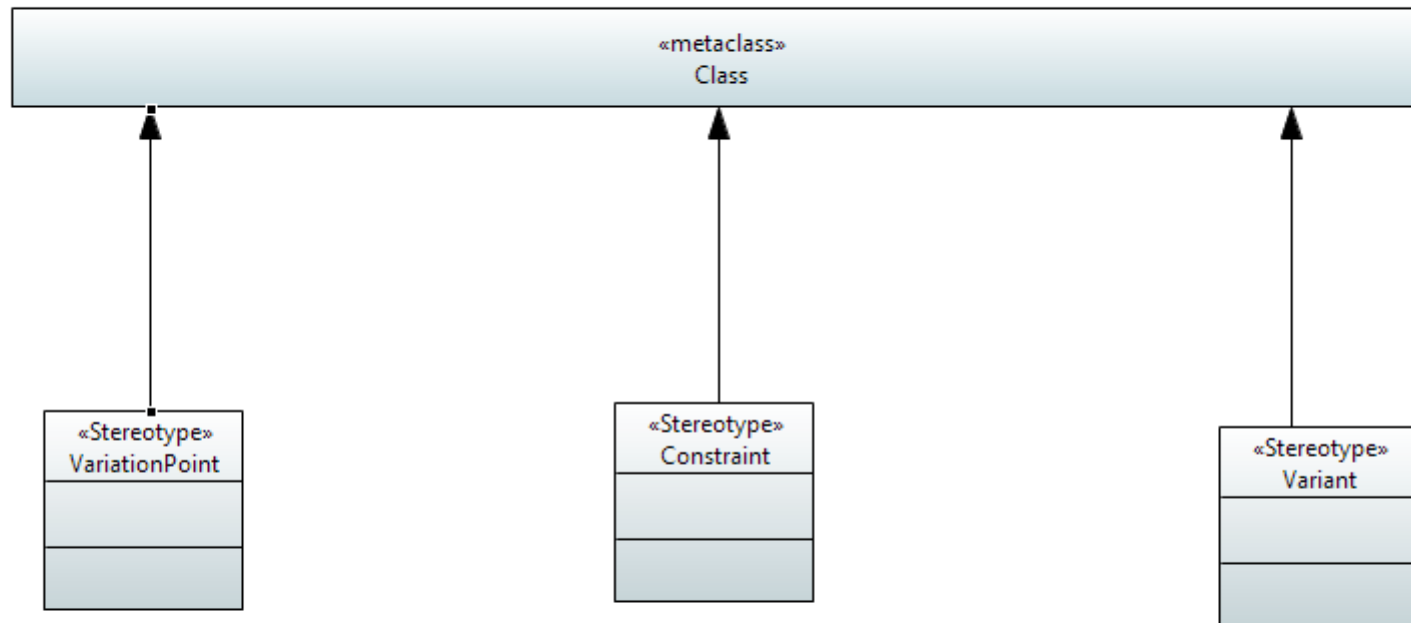 «metaclass»
Class
«Stereotype»
VariationPoint
«Stereotype»
Constraint
«Stereotype»
Variant